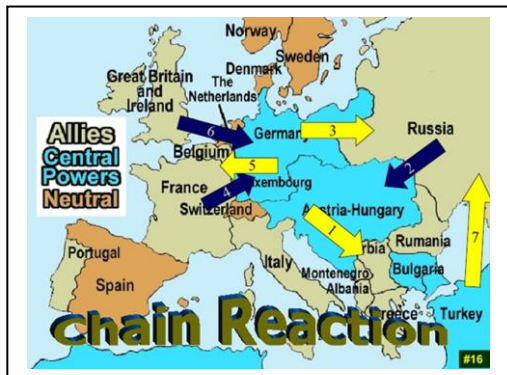 Norway
Sweden
Denmark
Great Britain
and
Ireland
The
Netherlands
Germany
6
3
Russia
Allies
Central
Powers
Neutral
Belgium
5
2
France
4
xembourg
Switzerland
Austria-Hungary
1
7
rbia
Rumania
Portugal
Spain
Italy
Montenegro
Albania
Bulgaria
Greece
Turkey
Chain Reaction
#16